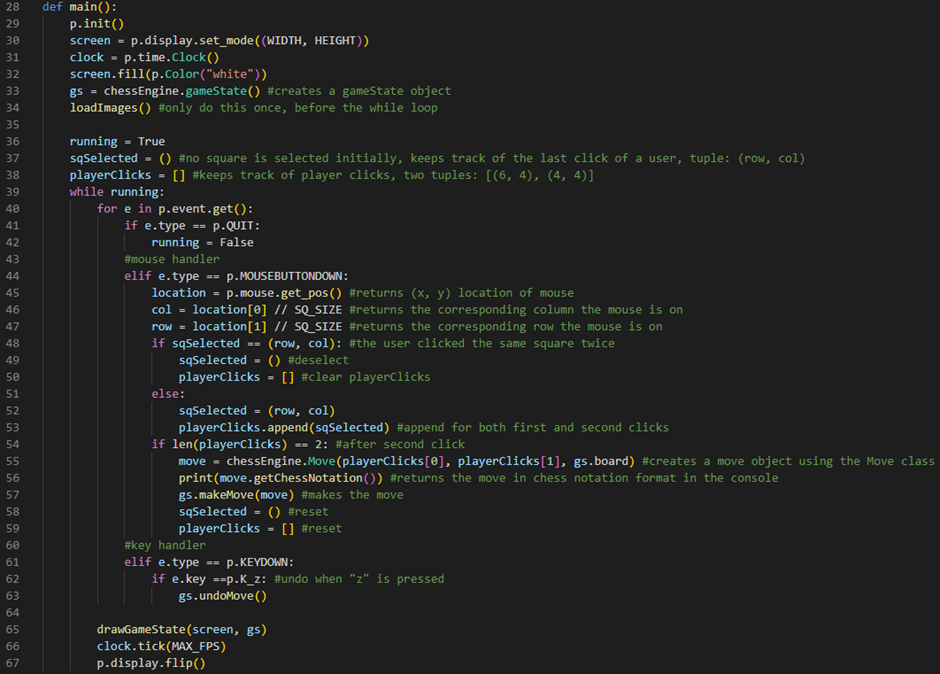 28 def main():
29     p.init()
30     screen = p.display.set_mode((WIDTH, HEIGHT))
31     clock = p.time.Clock()
32     screen.fill(p.Color("white"))
33     gs = chessEngine.gameState() #creates a gameState object
34     loadImages() #only do this once, before the while loop
35
36     running = True
37     sqSelected = () #no square is selected initially, keeps track of the last click of a user, tuple: (row, col)
38     playerClicks = [] #keeps track of player clicks, two tuples: [(6, 4), (4, 4)]
39     while running:
40         for e in p.event.get():
41             if e.type == p.QUIT:
42                 running = False
43             #mouse handler
44             elif e.type == p.MOUSEBUTTONDOWN:
45                 location = p.mouse.get_pos() #returns (x, y) location of mouse
46                 col = location[0] // SQ_SIZE #returns the corresponding column the mouse is on
47                 row = location[1] // SQ_SIZE #returns the corresponding row the mouse is on
48                 if sqSelected == (row, col): #the user clicked the same square twice
49                     sqSelected = () #deselect
50                     playerClicks = [] #clear playerClicks
51                 else:
52                     sqSelected = (row, col)
53                     playerClicks.append(sqSelected) #append for both first and second clicks
54                 if len(playerClicks) == 2: #after second click
55                     move = chessEngine.Move(playerClicks[0], playerClicks[1], gs.board) #creates a move object using the Move class
56                     print(move.getChessNotation()) #returns the move in chess notation format in the console
57                     gs.makeMove(move) #makes the move
58                     sqSelected = () #reset
59                     playerClicks = [] #reset
60             #key handler
61             elif e.type == p.KEYDOWN:
62                 if e.key ==p.K_z: #undo when "z" is pressed
63                     gs.undoMove()
64
65         drawGameState(screen, gs)
66         clock.tick(MAX_FPS)
67         p.display.flip()